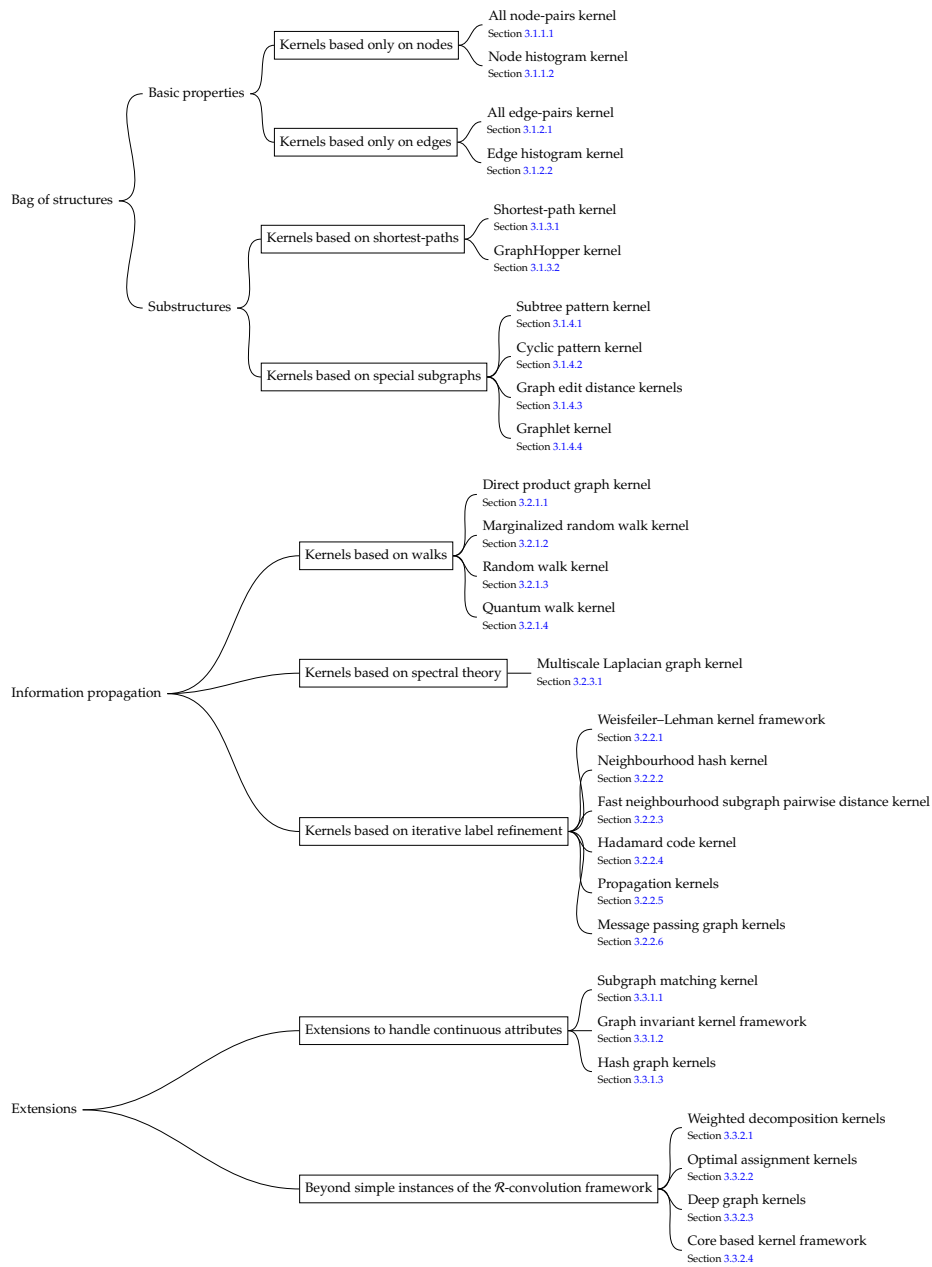 Bag of structures
Basic properties
Kernels based only on nodes
All node-pairs kernel
Section 3.1.1.1
Node histogram kernel
Section 3.1.1.2
Kernels based only on edges
All edge-pairs kernel
Section 3.1.2.1
Edge histogram kernel
Section 3.1.2.2
Substructures
Kernels based on shortest-paths
Shortest-path kernel
Section 3.1.3.1
GraphHopper kernel
Section 3.1.3.2
Kernels based on special subgraphs
Subtree pattern kernel
Section 3.1.4.1
Cyclic pattern kernel
Section 3.1.4.2
Graph edit distance kernels
Section 3.1.4.3
Graphlet kernel
Section 3.1.4.4
Information propagation
Kernels based on walks
Direct product graph kernel
Section 3.2.1.1
Marginalized random walk kernel
Section 3.2.1.2
Random walk kernel
Section 3.2.1.3
Quantum walk kernel
Section 3.2.1.4
Kernels based on spectral theory
Multiscale Laplacian graph kernel
Section 3.2.3.1
Kernels based on iterative label refinement
Weisfeiler–Lehman kernel framework
Section 3.2.2.1
Neighbourhood hash kernel
Section 3.2.2.2
Fast neighbourhood subgraph pairwise distance kernel
Section 3.2.2.3
Hadamard code kernel
Section 3.2.2.4
Propagation kernels
Section 3.2.2.5
Message passing graph kernels
Section 3.2.2.6
Extensions
Extensions to handle continuous attributes
Subgraph matching kernel
Section 3.3.1.1
Graph invariant kernel framework
Section 3.3.1.2
Hash graph kernels
Section 3.3.1.3
Beyond simple instances of the ℛ-convolution framework
Weighted decomposition kernels
Section 3.3.2.1
Optimal assignment kernels
Section 3.3.2.2
Deep graph kernels
Section 3.3.2.3
Core based kernel framework
Section 3.3.2.4